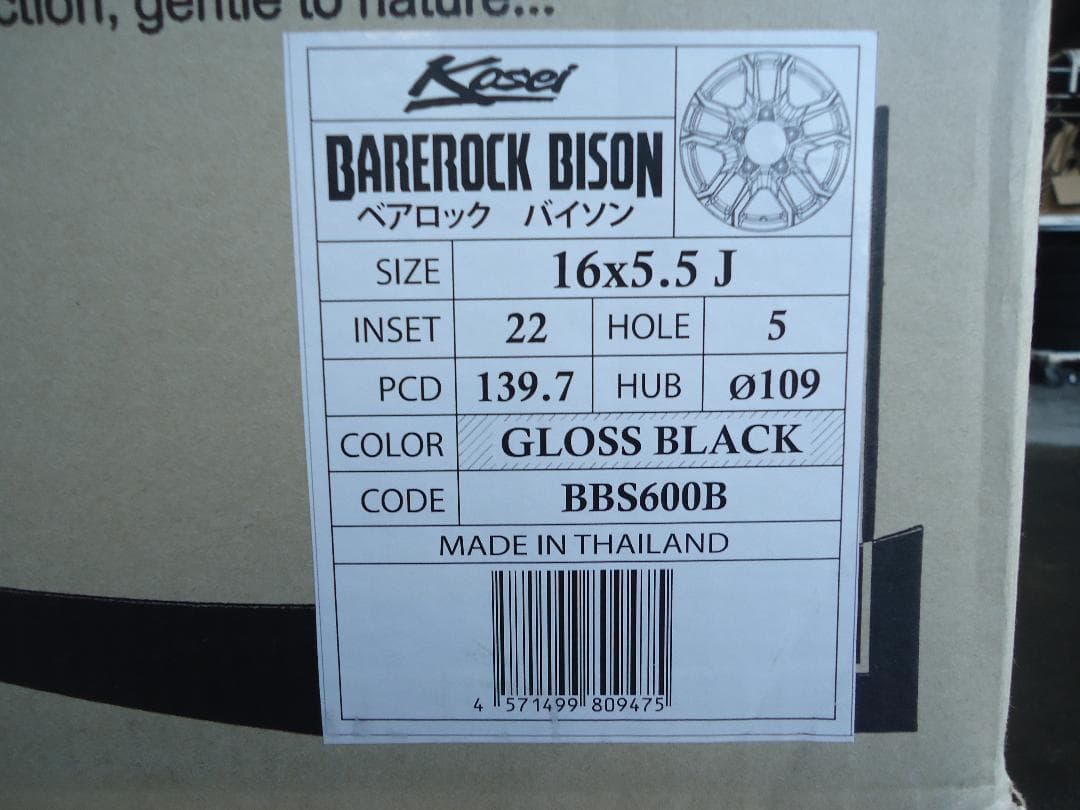 ction, gentle to nature...
Kosei
BAREROCK BISON
ベアロック バイソン
SIZE 16x5.5 J
INSET 22 HOLE 5
PCD 139.7 HUB Ø109
COLOR GLOSS BLACK
CODE BBS600B
MADE IN THAILAND
4 571499 809475